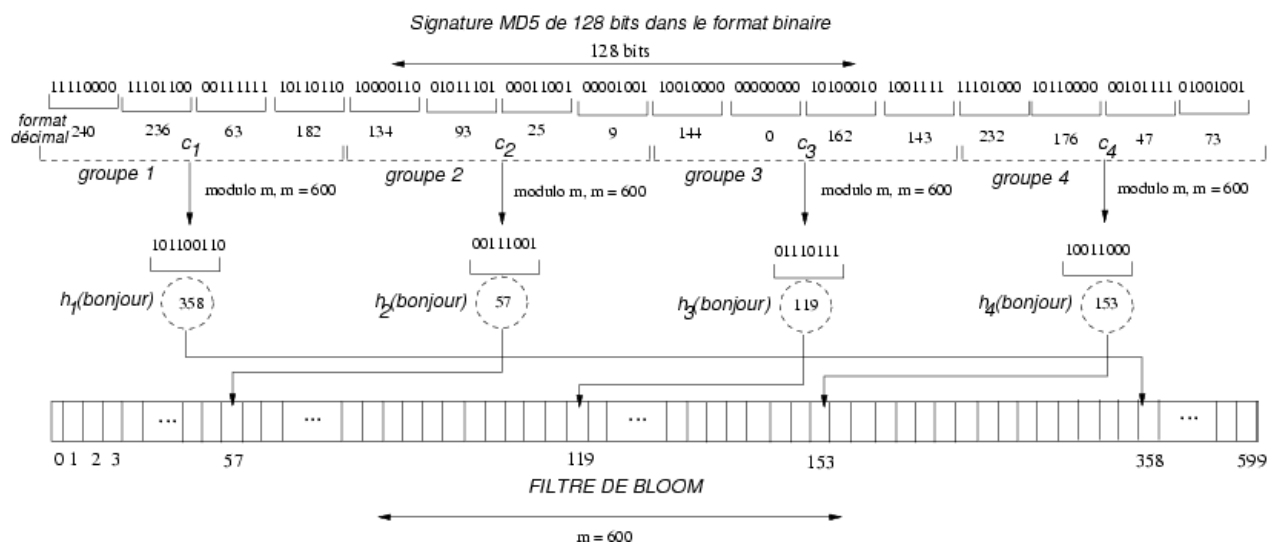 Signature MD5 de 128 bits dans le format binaire
128 bits
11110000 11101100 00111111 10110110 10000110 01011101 00011001 00001001 10010000 00000000 10100010 1001111 11101000 10110000 00101111 01001001
format décimal 240 236 63 182 134 93 25 9 144 0 162 143 232 176 47 73
c1 c2 c3 c4
groupe 1 groupe 2 groupe 3 groupe 4
modulo m, m = 600 modulo m, m = 600 modulo m, m = 600 modulo m, m = 600
101100110 00111001 01110111 10011000
h1(bonjour) 358 h2(bonjour) 57 h3(bonjour) 119 h4(bonjour) 153
... ... ... ...
0 1 2 3 57 119 153 358 599
FILTRE DE BLOOM
m = 600